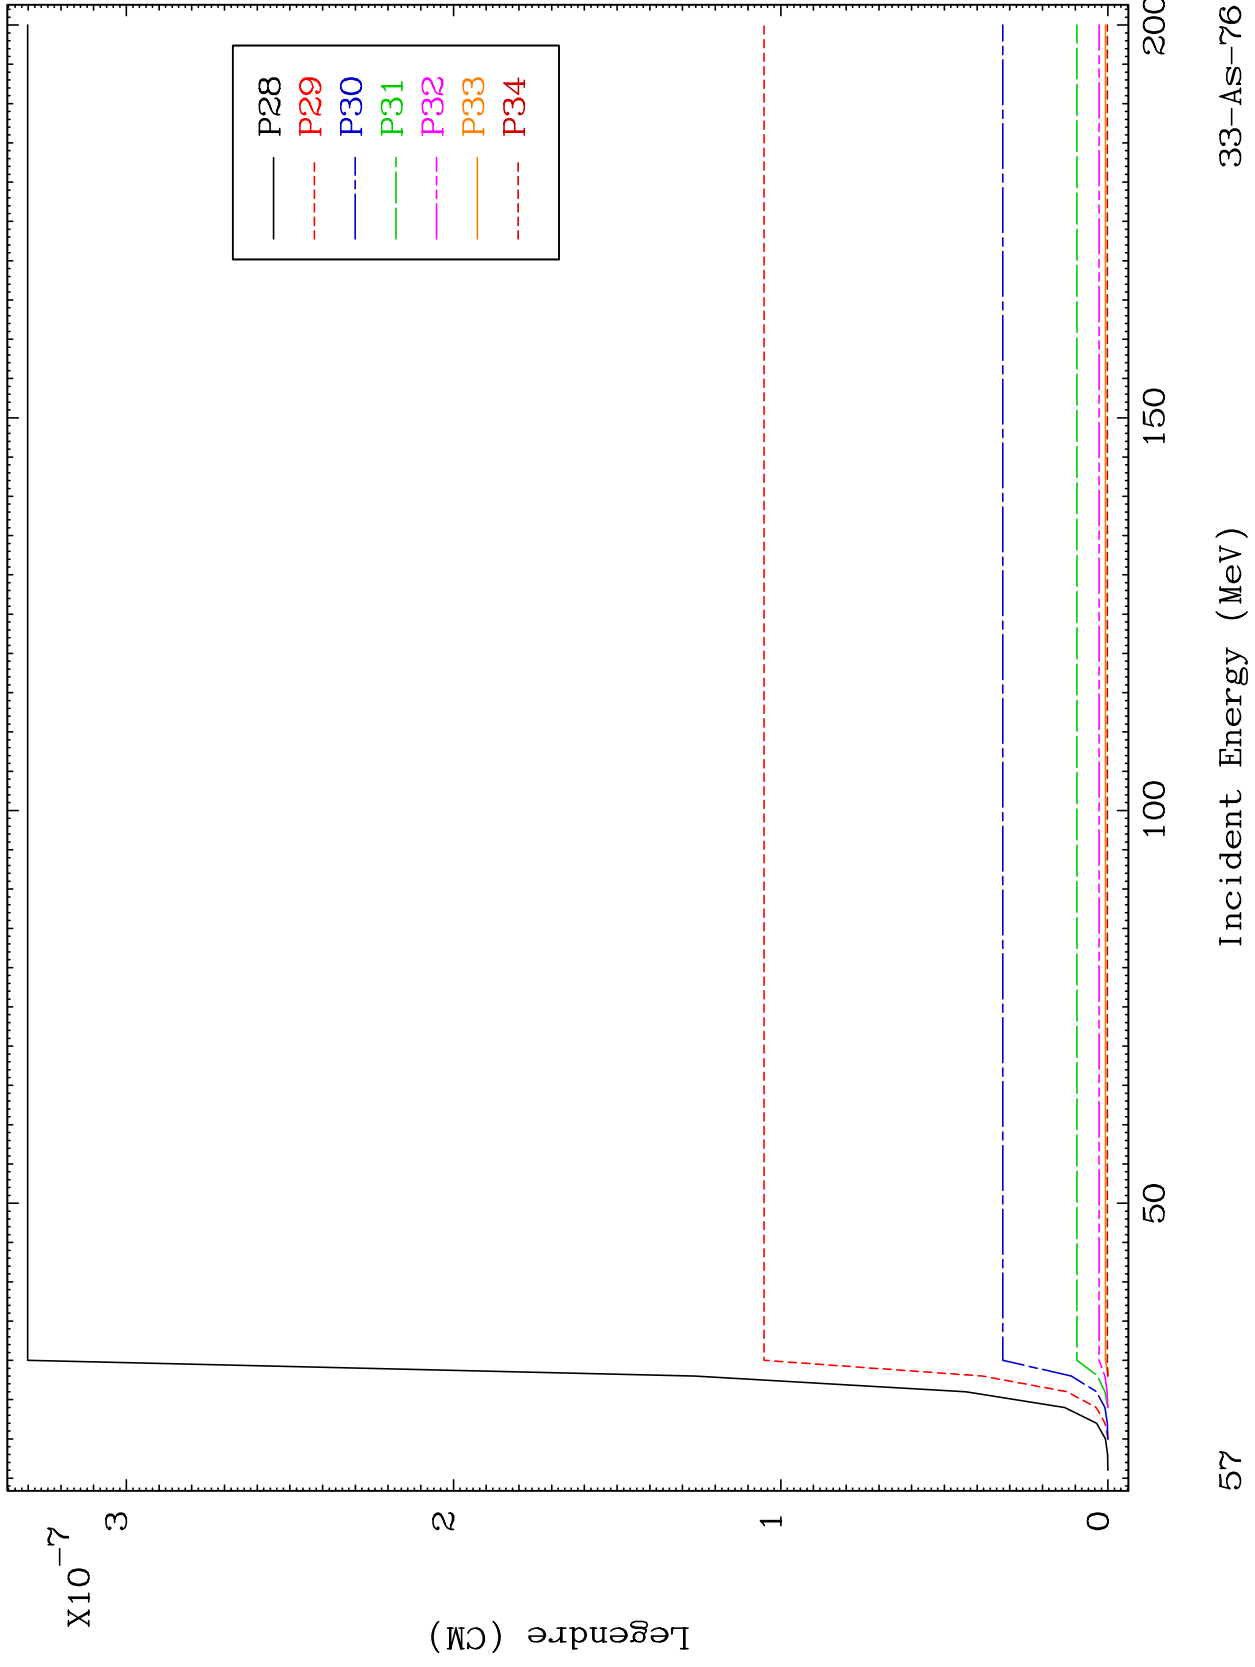 X10-7
3
2
1
0
Legendre (CM)
P28
P29
P30
P31
P32
P33
P34
50
100
150
200
Incident Energy (MeV)
57
33-As-76